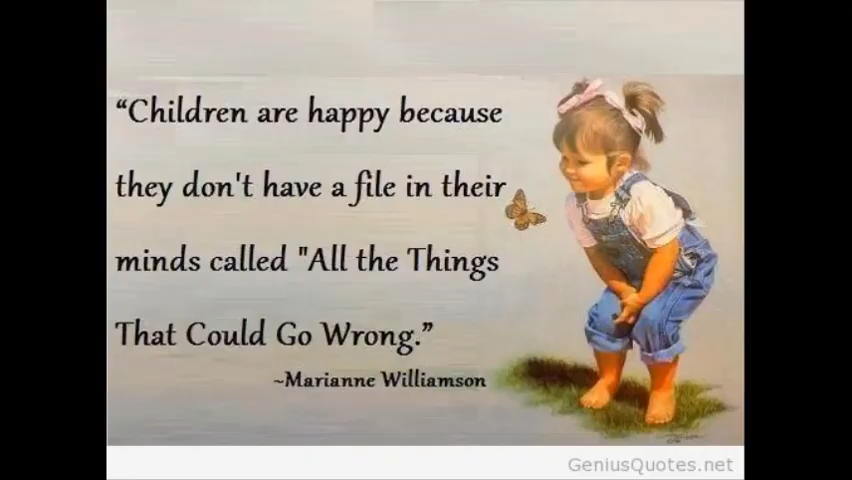 “Children are happy because
they don't have a file in their
minds called "All the Things
That Could Go Wrong.”
~Marianne Williamson
GeniusQuotes.net